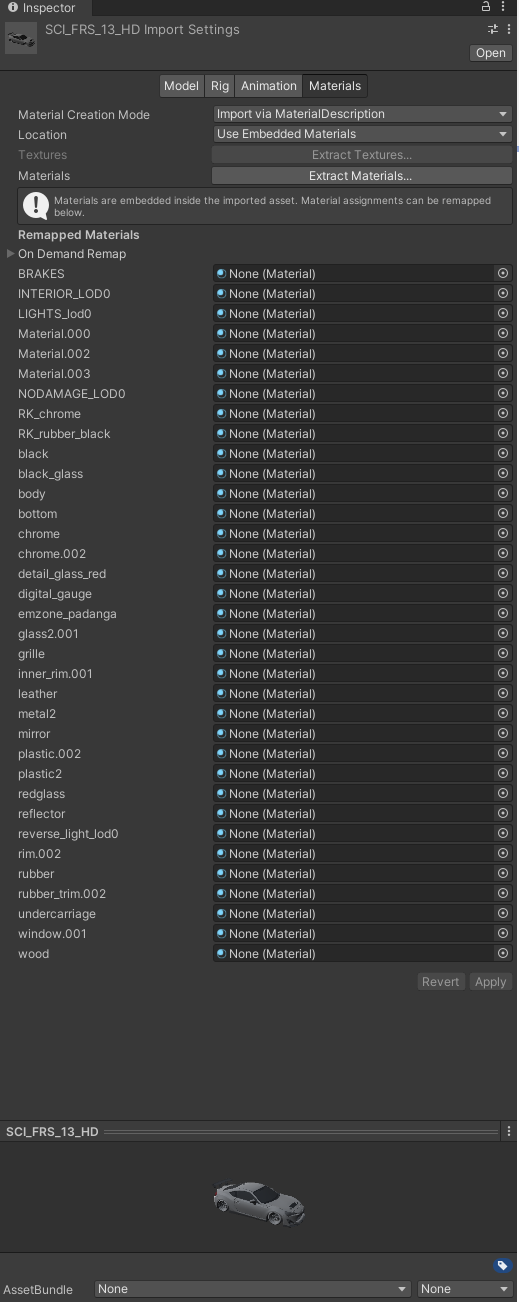 Inspector
SCI_FRS_13_HD Import Settings
Open
Model Rig Animation Materials
Material Creation Mode Import via MaterialDescription
Location Use Embedded Materials
Textures Extract Textures...
Materials Extract Materials...
Materials are embedded inside the imported asset. Material assignments can be remapped
below.
Remapped Materials
On Demand Remap
BRAKES None (Material)
INTERIOR_LOD0 None (Material)
LIGHTS_lod0 None (Material)
Material.000 None (Material)
Material.002 None (Material)
Material.003 None (Material)
NODAMAGE_LOD0 None (Material)
RK_chrome None (Material)
RK_rubber_black None (Material)
black None (Material)
black_glass None (Material)
body None (Material)
bottom None (Material)
chrome None (Material)
chrome.002 None (Material)
detail_glass_red None (Material)
digital_gauge None (Material)
emzone_padanga None (Material)
glass2.001 None (Material)
grille None (Material)
inner_rim.001 None (Material)
leather None (Material)
metal2 None (Material)
mirror None (Material)
plastic.002 None (Material)
plastic2 None (Material)
redglass None (Material)
reflector None (Material)
reverse_light_lod0 None (Material)
rim.002 None (Material)
rubber None (Material)
rubber_trim.002 None (Material)
undercarriage None (Material)
window.001 None (Material)
wood None (Material)
Revert Apply
SCI_FRS_13_HD
AssetBundle None None